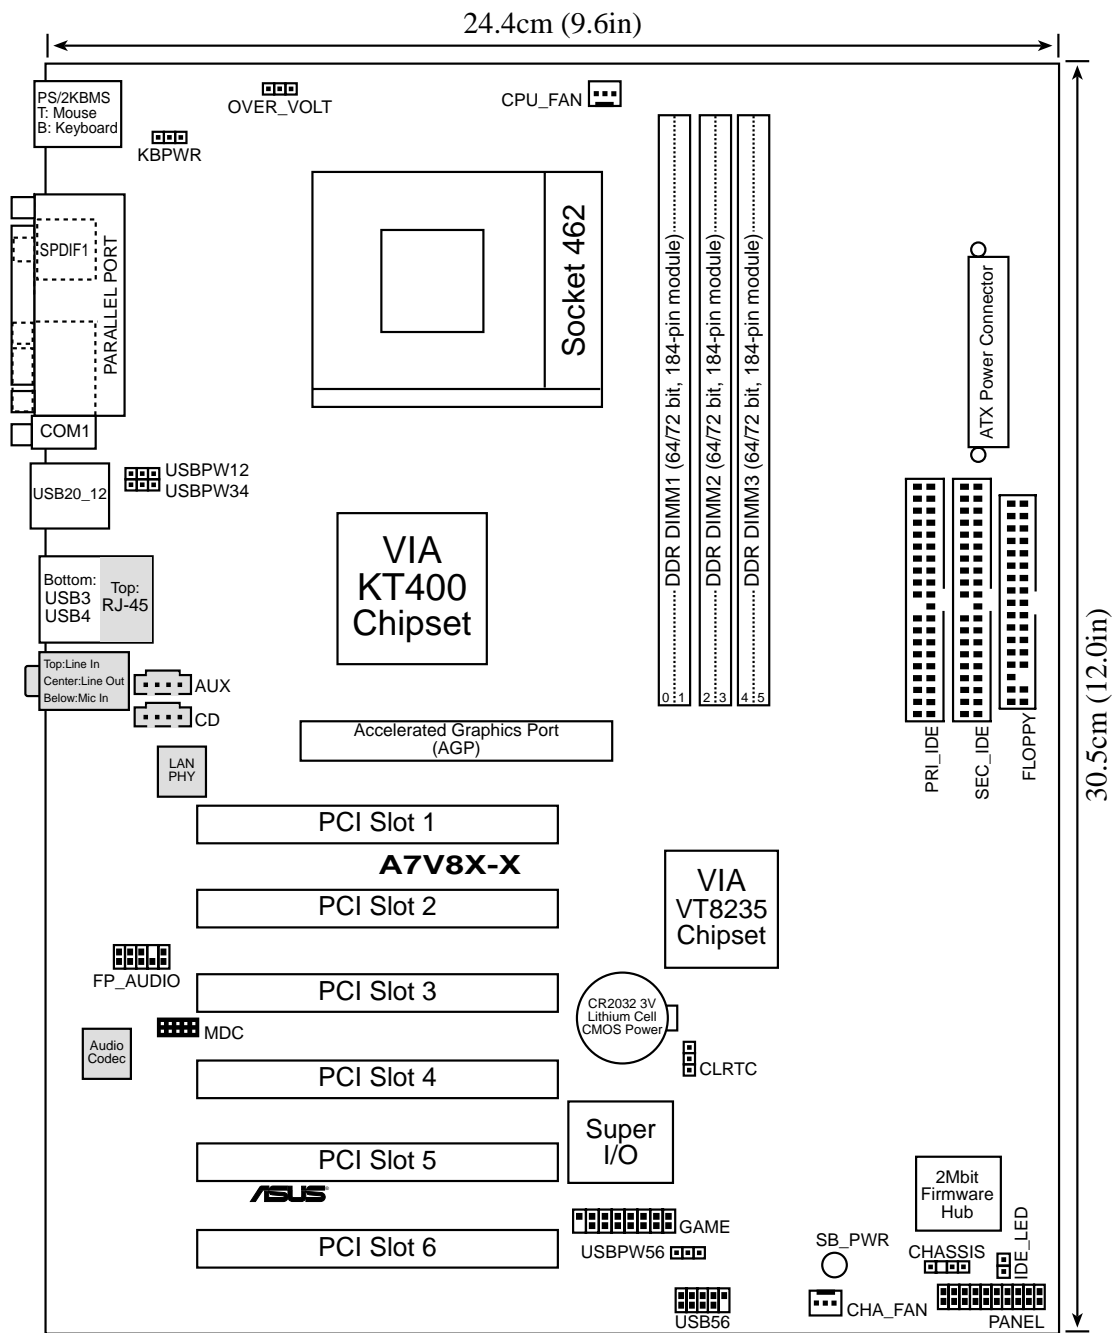 24.4cm (9.6in)
PS/2KBMS
T: Mouse
B: Keyboard
OVER_VOLT
CPU_FAN
KBPWR
SPDIF1
PARALLEL PORT
Socket 462
DDR DIMM1 (64/72 bit, 184-pin module)
DDR DIMM2 (64/72 bit, 184-pin module)
DDR DIMM3 (64/72 bit, 184-pin module)
ATX Power Connector
COM1
USBPW12
USBPW34
USB20_12
VIA
KT400
Chipset
Bottom:
USB3
USB4
Top:
RJ-45
Top:Line In
Center:Line Out
Below:Mic In
AUX
CD
0 1
2 3
4 5
PRI_IDE
SEC_IDE
FLOPPY
30.5cm (12.0in)
Accelerated Graphics Port
(AGP)
LAN
PHY
PCI Slot 1
A7V8X-X
PCI Slot 2
VIA
VT8235
Chipset
FP_AUDIO
PCI Slot 3
CR2032 3V
Lithium Cell
CMOS Power
MDC
Audio
Codec
CLRTC
PCI Slot 4
Super
I/O
PCI Slot 5
ASUS®
2Mbit
Firmware
Hub
GAME
PCI Slot 6
USBPW56
SB_PWR
CHASSIS
IDE_LED
CHA_FAN
USB56
PANEL